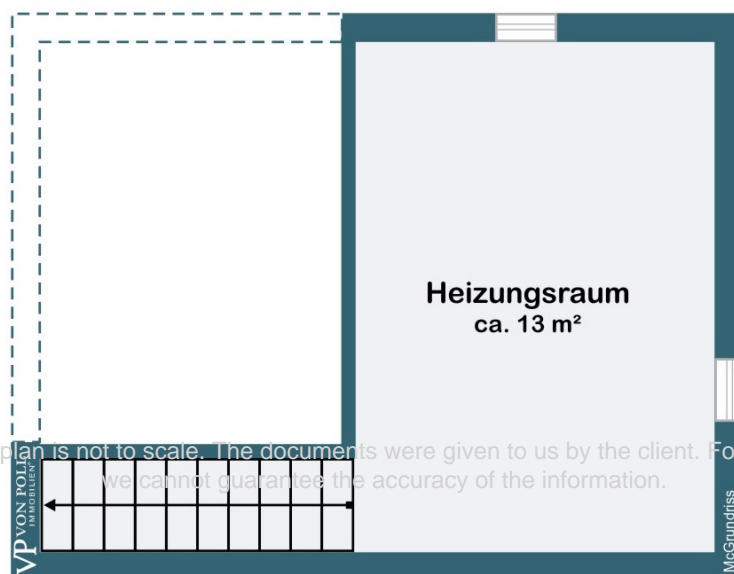 Heizungsraum
ca. 13 m²
plan is not to scale. The documents were given to us by the client. Fo
we cannot guarantee the accuracy of the information.
VP VON POLL
IMMOBILIEN
McGrundriss